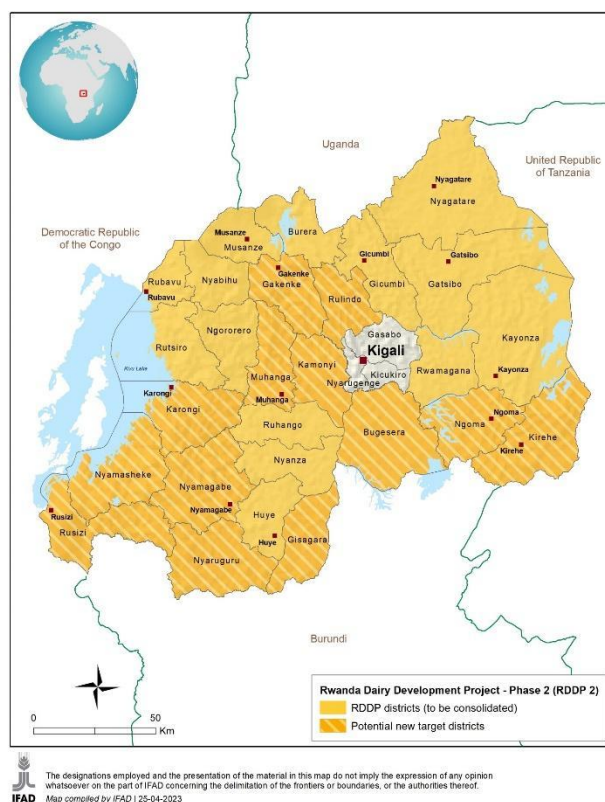 Uganda
United Republic
of Tanzania
Democratic Republic
of the Congo
Nyagatare
Nyagatare
Musanze
Musanze
Burera
Gicumbi
Gicumbi
Gatsibo
Gatsibo
Rubavu
Rubavu
Nyabihu
Gakenke
Gakenke
Rulindo
Rutsiro
Ngororero
Gasabo
Kigali
Kicukiro
Nyarugenge
Kayonza
Kayonza
Rwamagana
Kivu Lake
Karongi
Karongi
Muhanga
Muhanga
Kamonyi
Ruhango
Bugesera
Ngoma
Ngoma
Kirehe
Kirehe
Nyamasheke
Nyamagabe
Nyamagabe
Nyanza
Rusizi
Rusizi
Huye
Huye
Gisagara
Nyaruguru
Burundi
0 50
Km
Rwanda Dairy Development Project - Phase 2 (RDDP 2)
RDDP districts (to be consolidated)
Potential new target districts
The designations employed and the presentation of the material in this map do not imply the expression of any opinion
whatsoever on the part of IFAD concerning the delimitation of the frontiers or boundaries, or the authorities thereof.
IFAD Map compiled by IFAD | 25-04-2023